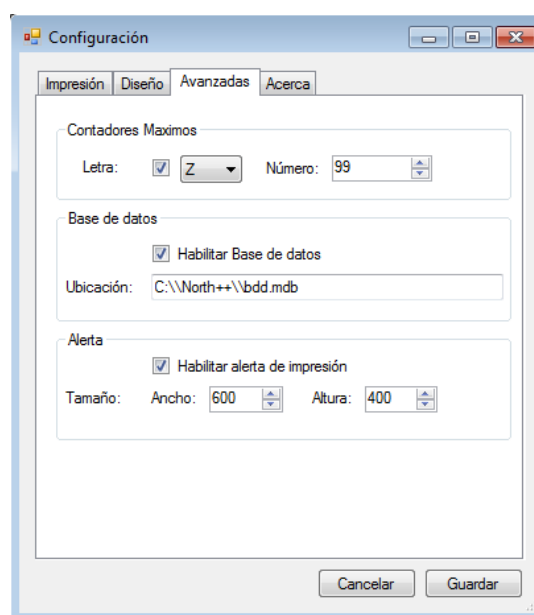 Configuración
Impresión Diseño Avanzadas Acerca
Contadores Maximos
Letra: Z Número: 99
Base de datos
Habilitar Base de datos
Ubicación: C:\\North++\\bdd.mdb
Alerta
Habilitar alerta de impresión
Tamaño: Ancho: 600 Altura: 400
Cancelar Guardar